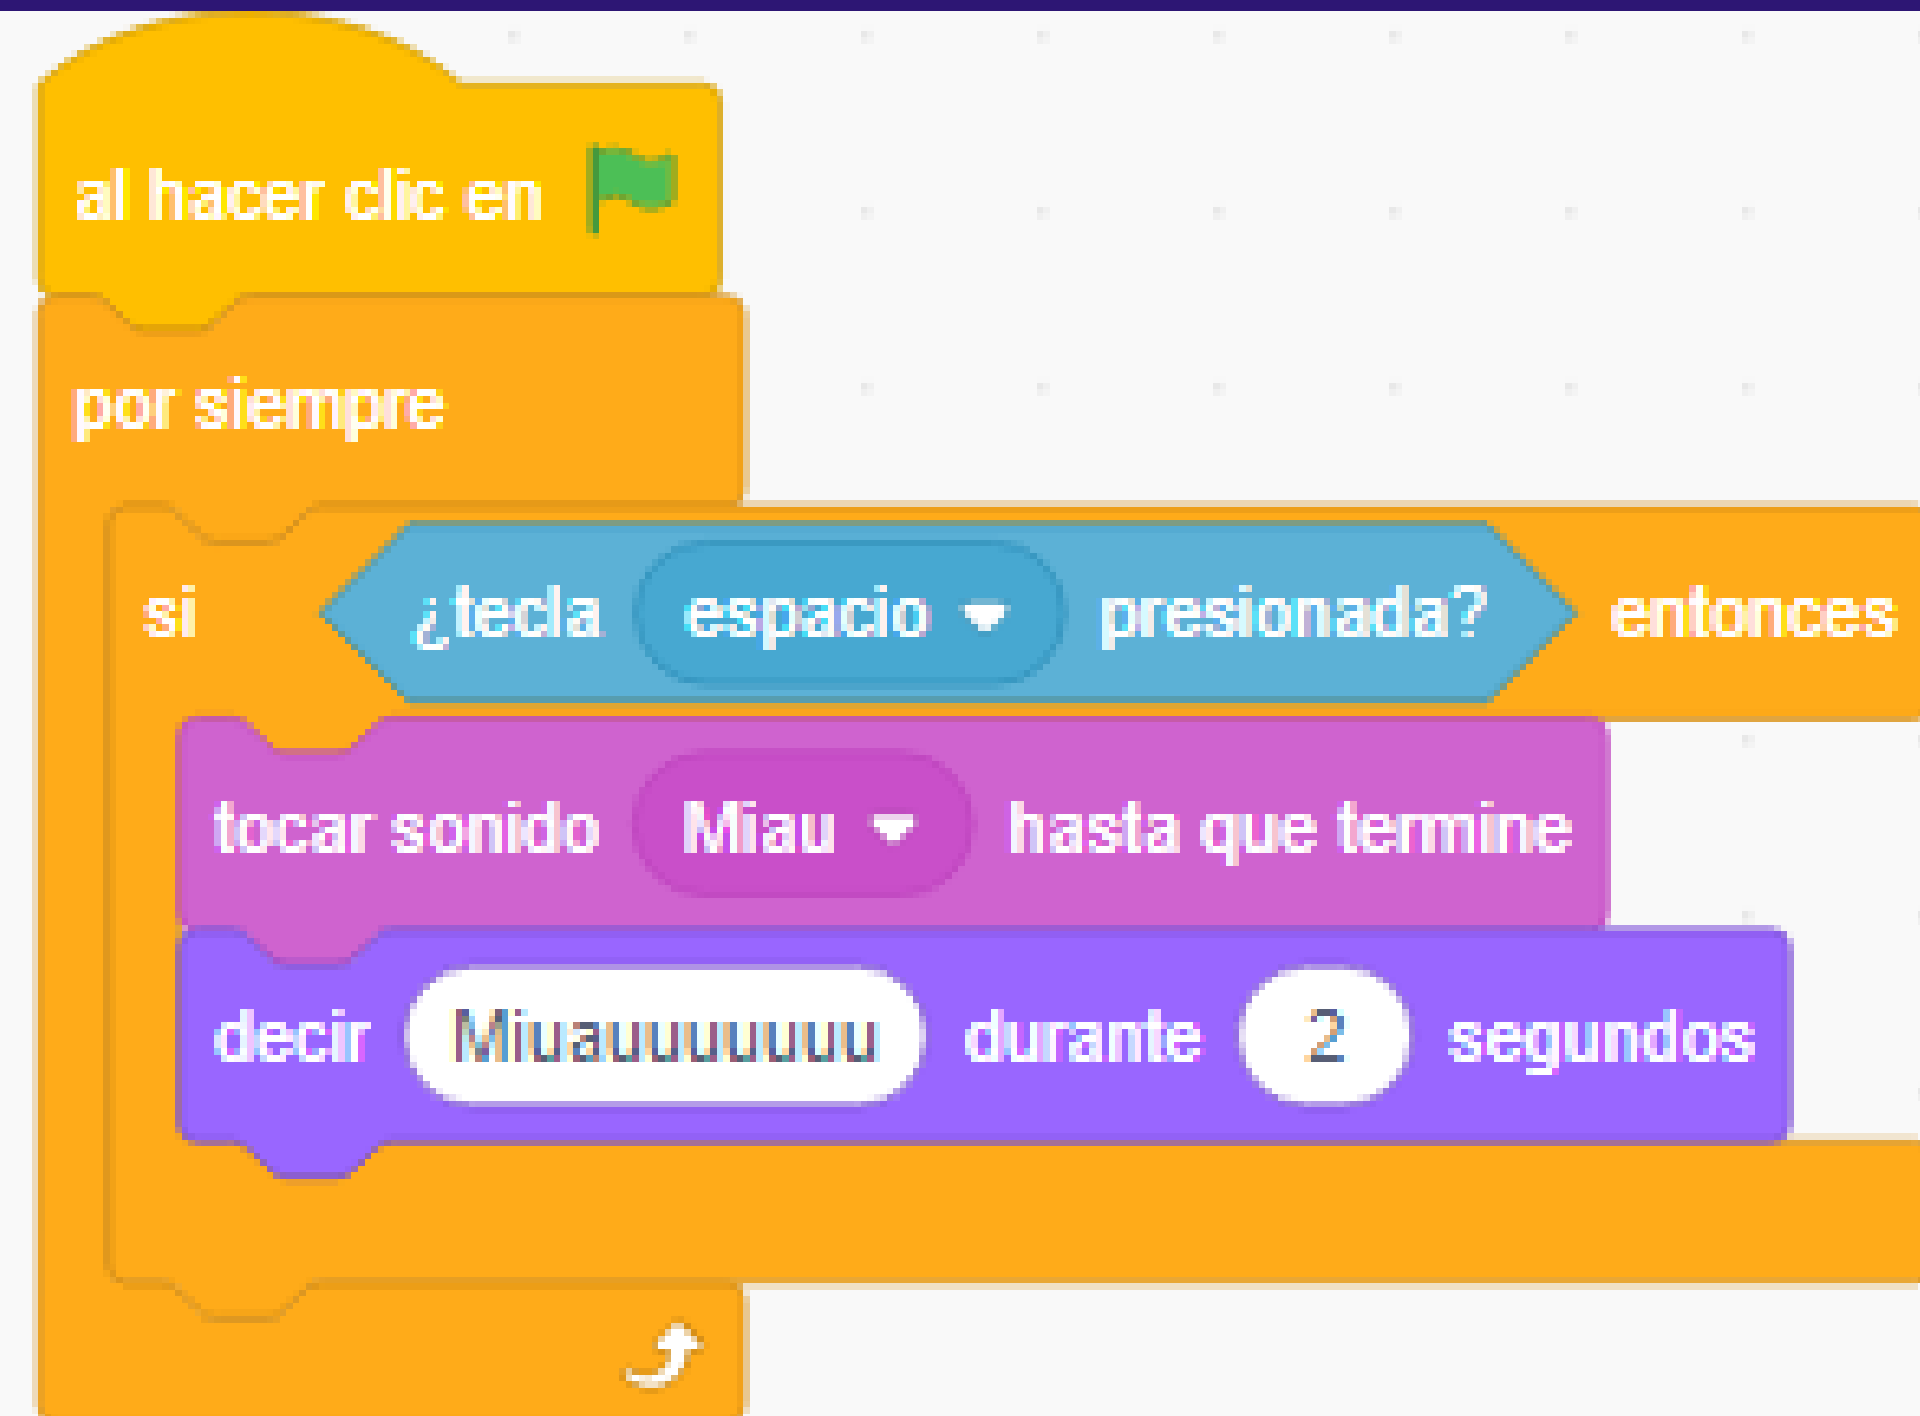 al hacer clic en
por siempre
si ¿tecla espacio presionada? entonces
tocar sonido Miau hasta que termine
decir Miuauuuuuuu durante 2 segundos